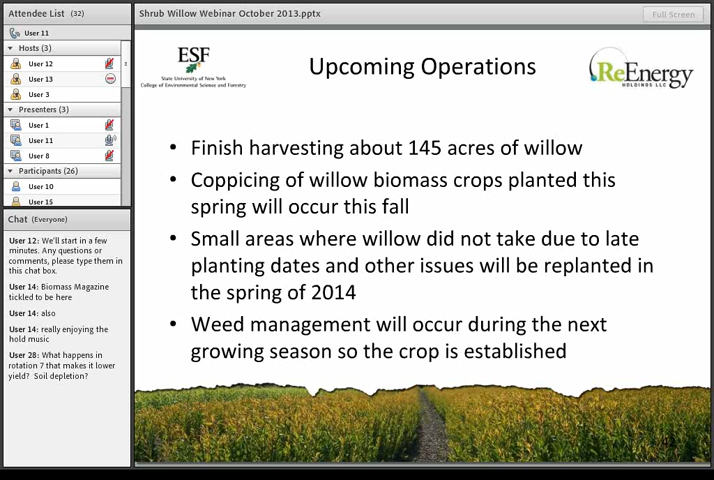 Attendee List (32)
User 11
Hosts (3)
User 12
User 13
User 3
Presenters (3)
User 1
User 11
User 8
Participants (26)
User 10
User 15
Chat (Everyone)
User 12: We'll start in a few
minutes. Any questions or
comments, please type them in
this chat box.
User 14: Biomass Magazine
tickled to be here
User 14: also
User 14: really enjoying the
hold music
User 28: What happens in
rotation 7 that makes it lower
yield? Soil depletion?
Shrub Willow Webinar October 2013.pptx
Full Screen
ESF
State University of New York
College of Environmental Science and Forestry
Upcoming Operations
ReEnergy
HOLDINGS LLC
• Finish harvesting about 145 acres of willow
• Coppicing of willow biomass crops planted this
spring will occur this fall
• Small areas where willow did not take due to late
planting dates and other issues will be replanted in
the spring of 2014
• Weed management will occur during the next
growing season so the crop is established